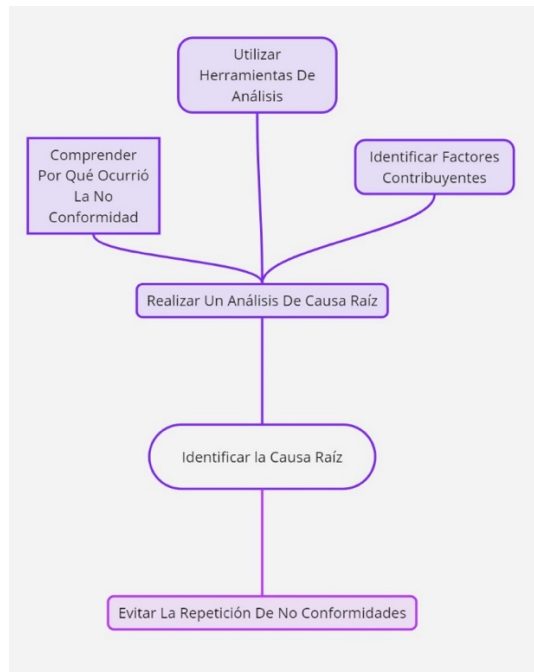 Utilizar
Herramientas De
Análisis
Comprender
Por Qué Ocurrió
La No
Conformidad
Identificar Factores
Contribuyentes
Realizar Un Análisis De Causa Raíz
Identificar la Causa Raíz
Evitar La Repetición De No Conformidades